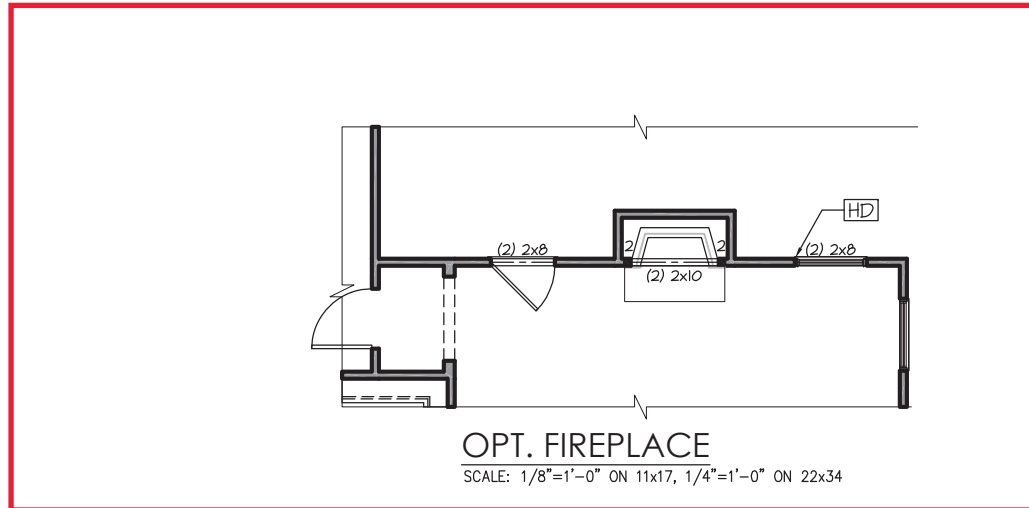 HD
(2) 2x8
2
2
(2) 2x8
(2) 2x10
OPT. FIREPLACE
SCALE: 1/8"=1'-0" ON 11x17, 1/4"=1'-0" ON 22x34